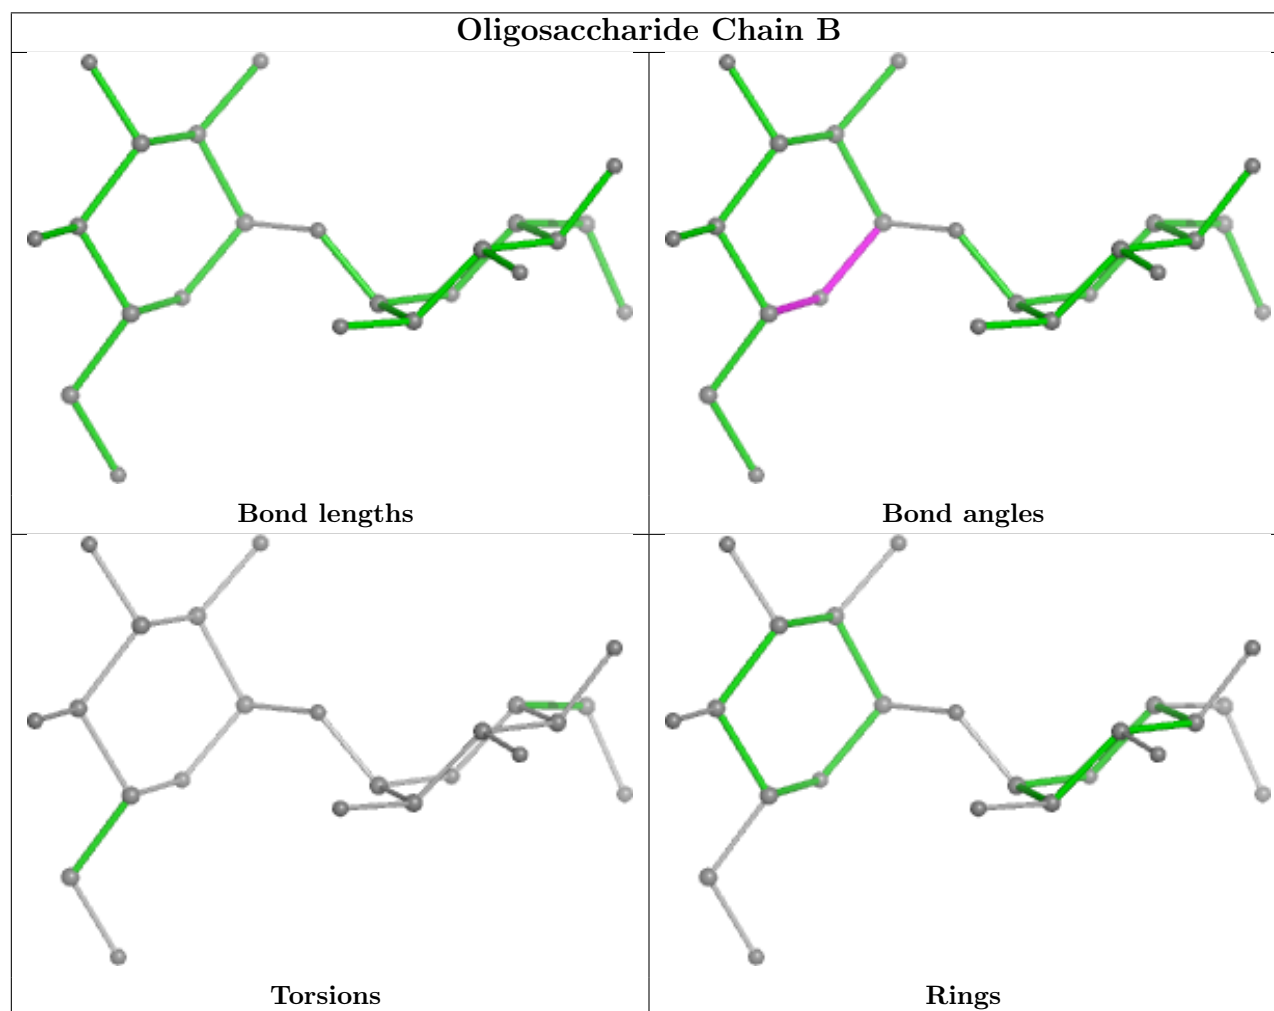 Oligosaccharide Chain B
Bond lengths
Bond angles
Torsions
Rings